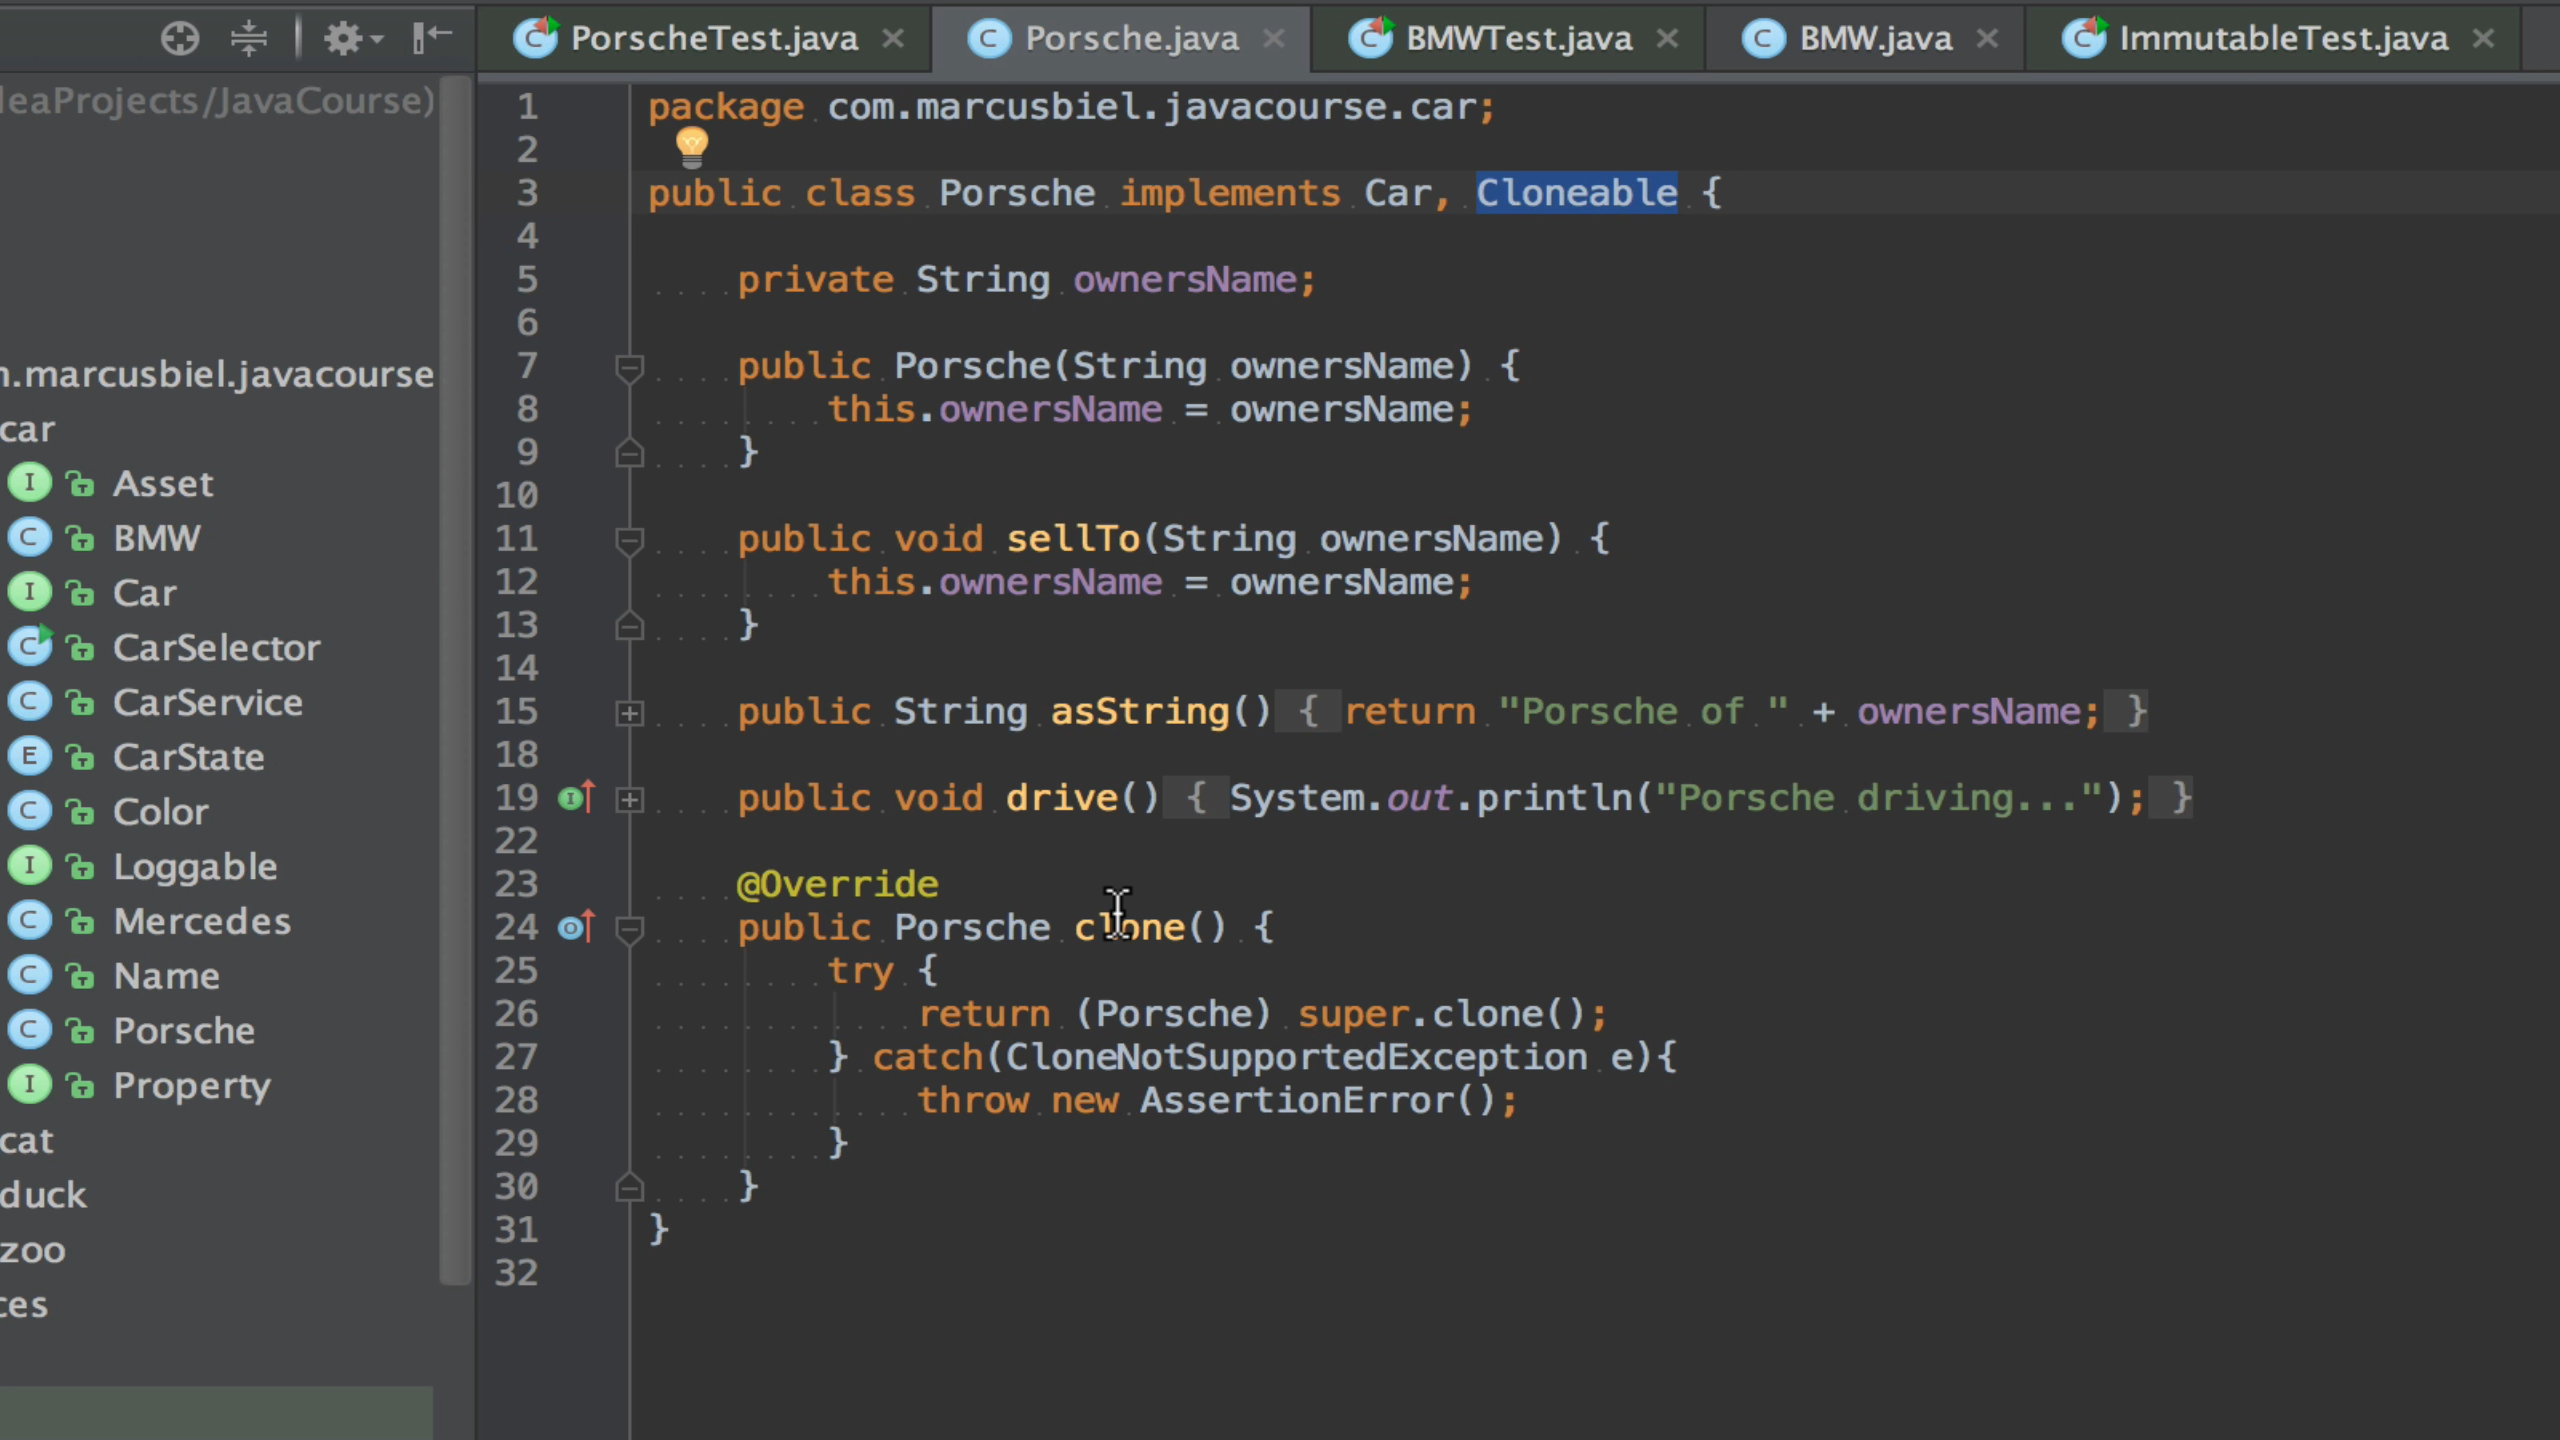 PorscheTest.java
Porsche.java
BMWTest.java
BMW.java
ImmutableTest.java
leaProjects/JavaCourse)
n.marcusbiel.javacourse
car
I Asset
C BMW
I Car
C CarSelector
C CarService
E CarState
C Color
I Loggable
C Mercedes
C Name
C Porsche
I Property
cat
duck
zoo
ces
1 package com.marcusbiel.javacourse.car;
2
3 public class Porsche implements Car, Cloneable {
4
5 private String ownersName;
6
7 public Porsche(String ownersName) {
8 this.ownersName = ownersName;
9 }
10
11 public void sellTo(String ownersName) {
12 this.ownersName = ownersName;
13 }
14
15 public String asString() { return "Porsche of " + ownersName; }
18
19 public void drive() { System.out.println("Porsche driving..."); }
22
23 @Override
24 public Porsche clone() {
25 try {
26 return (Porsche) super.clone();
27 } catch(CloneNotSupportedException e){
28 throw new AssertionError();
29 }
30 }
31 }
32